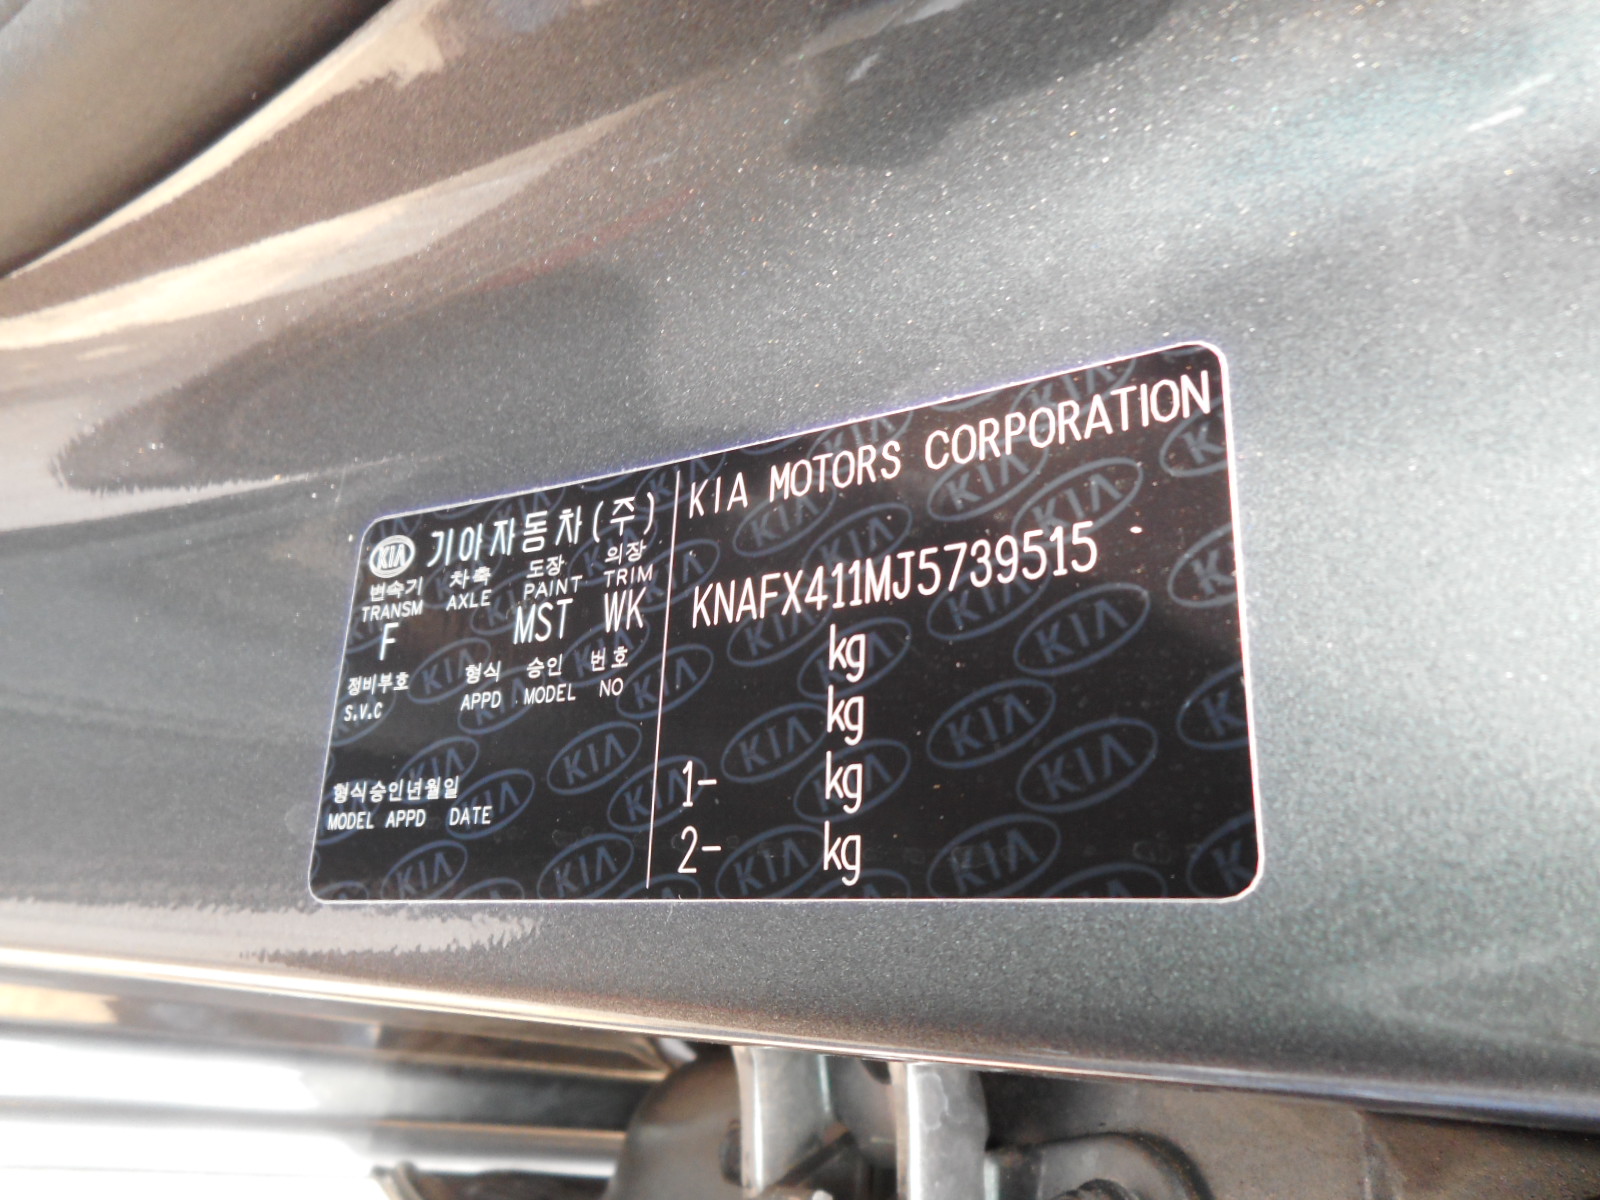 KIA 기아자동차(주)
변속기 차축 도장 의장
TRANSM AXLE PAINT TRIM
F MST WK
정비부호 형식 승인 번호
S.V.C APPD MODEL NO
형식승인년월일
MODEL APPD DATE
KIA MOTORS CORPORATION
KNAFX411MJ5739515
kg
kg
1- kg
2- kg